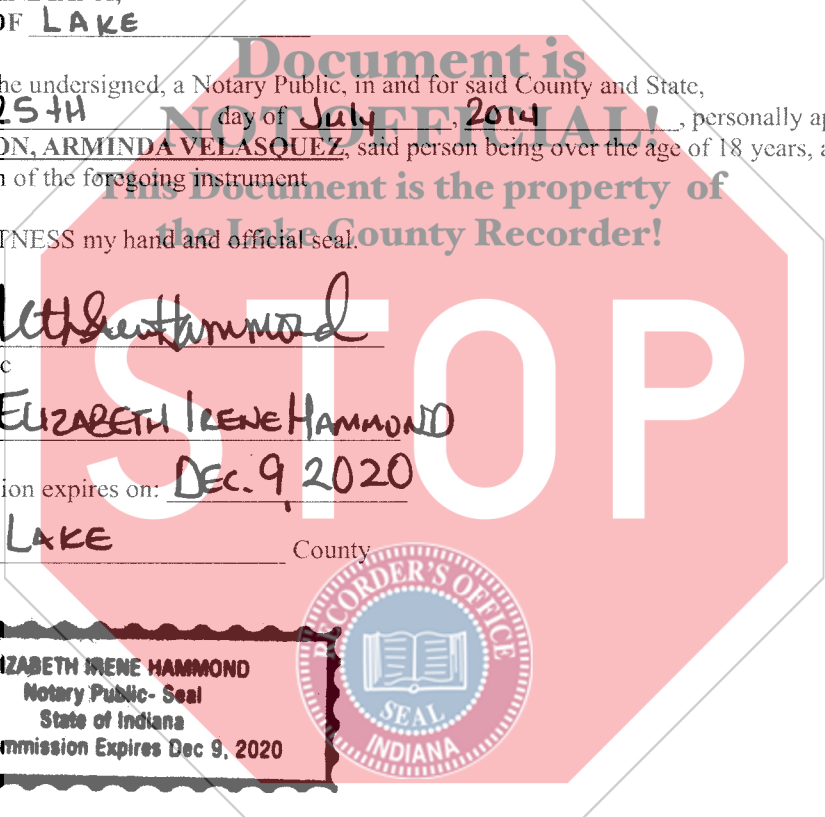 OF LAKE
Document is
he undersigned, a Notary Public, in and for said County and State,
25TH day of July, 2014, personally ap
NOT OFFICIAL!
ON, ARMINDA VELASQUEZ, said person being over the age of 18 years, a
n of the foregoing instrument
This Document is the property of
TNESS my hand and official seal.
the Lake County Recorder!
STOP
Hammond
c
ELIZABETH IRENE HAMMOND
ion expires on: DEC. 9, 2020
LAKE County
RECORDER'S OFFICE
SEAL
INDIANA
IZABETH IRENE HAMMOND
Notary Public- Seal
State of Indiana
mmission Expires Dec 9, 2020